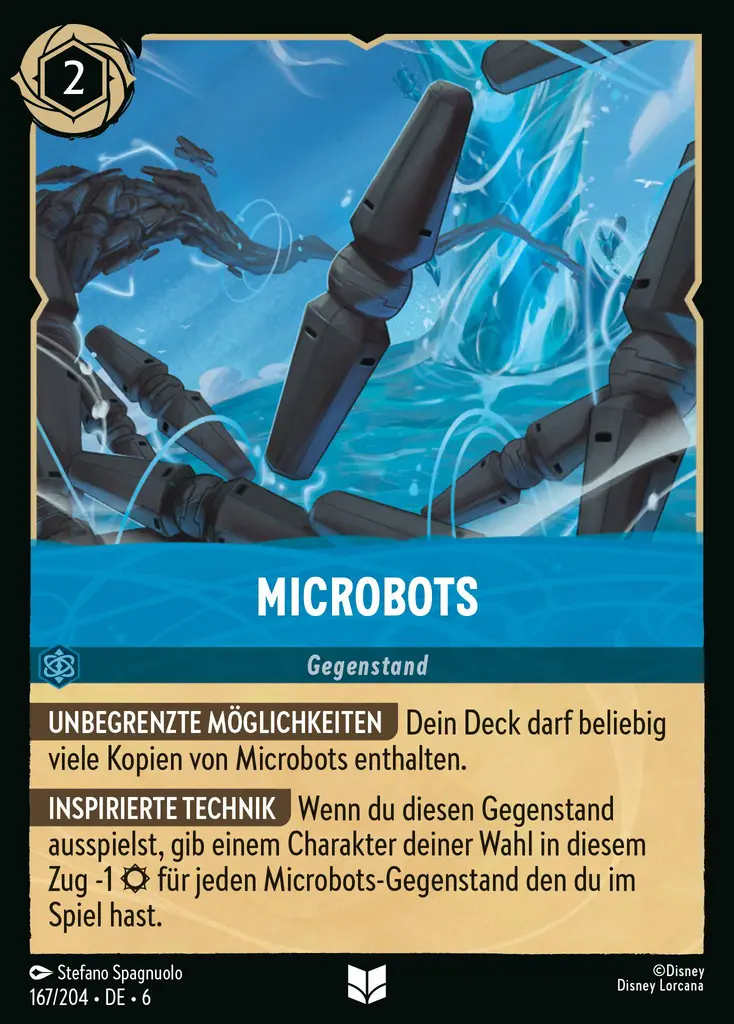 2
MICROBOTS
Gegenstand
UNBEGRENZTE MÖGLICHKEITEN Dein Deck darf beliebig
viele Kopien von Microbots enthalten.
INSPIRIERTE TECHNIK Wenn du diesen Gegenstand
ausspielst, gib einem Charakter deiner Wahl in diesem
Zug -1 für jeden Microbots-Gegenstand den du im
Spiel hast.
Stefano Spagnuolo
167/204 • DE • 6
©Disney
Disney Lorcana